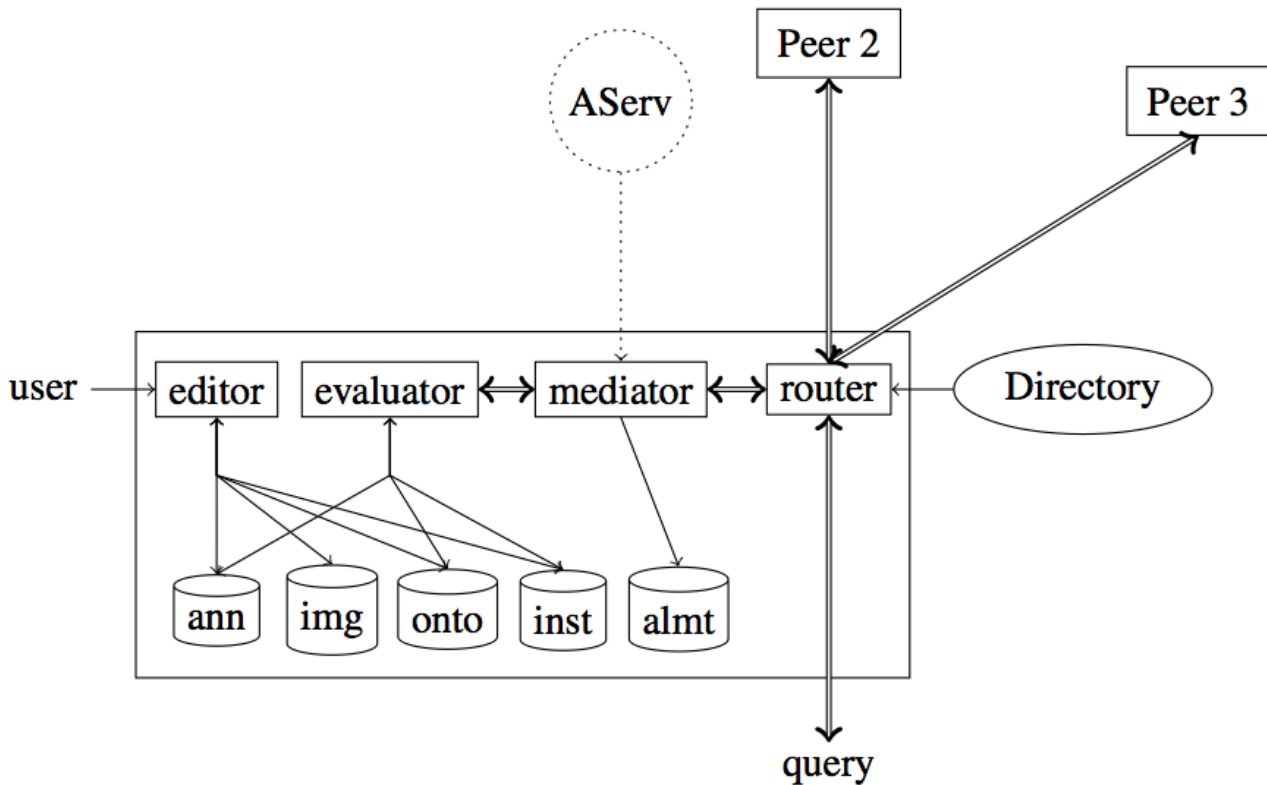 Peer 2
AServ
Peer 3
user
editor
evaluator
mediator
router
Directory
ann
img
onto
inst
almt
query